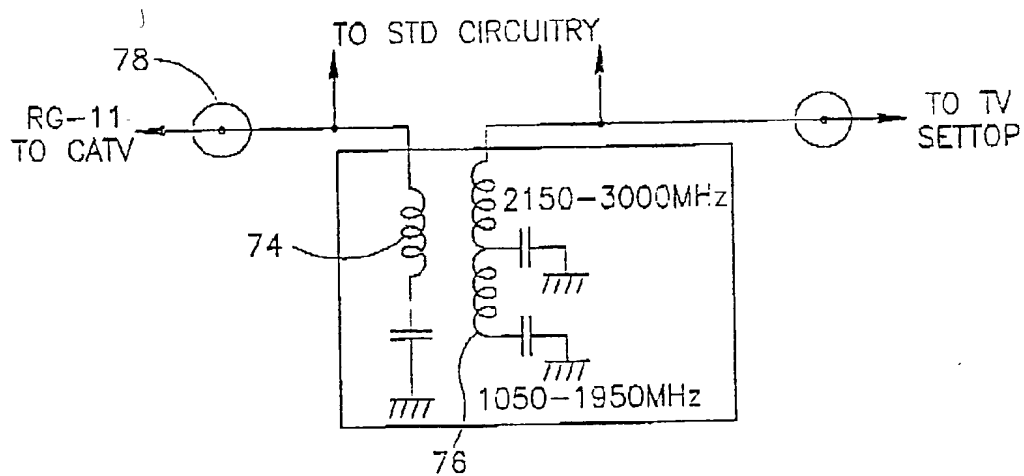 TO STD CIRCUITRY
78
RG-11
TO CATV
TO TV
SETTOP
2150-3000MHz
74
1050-1950MHz
76